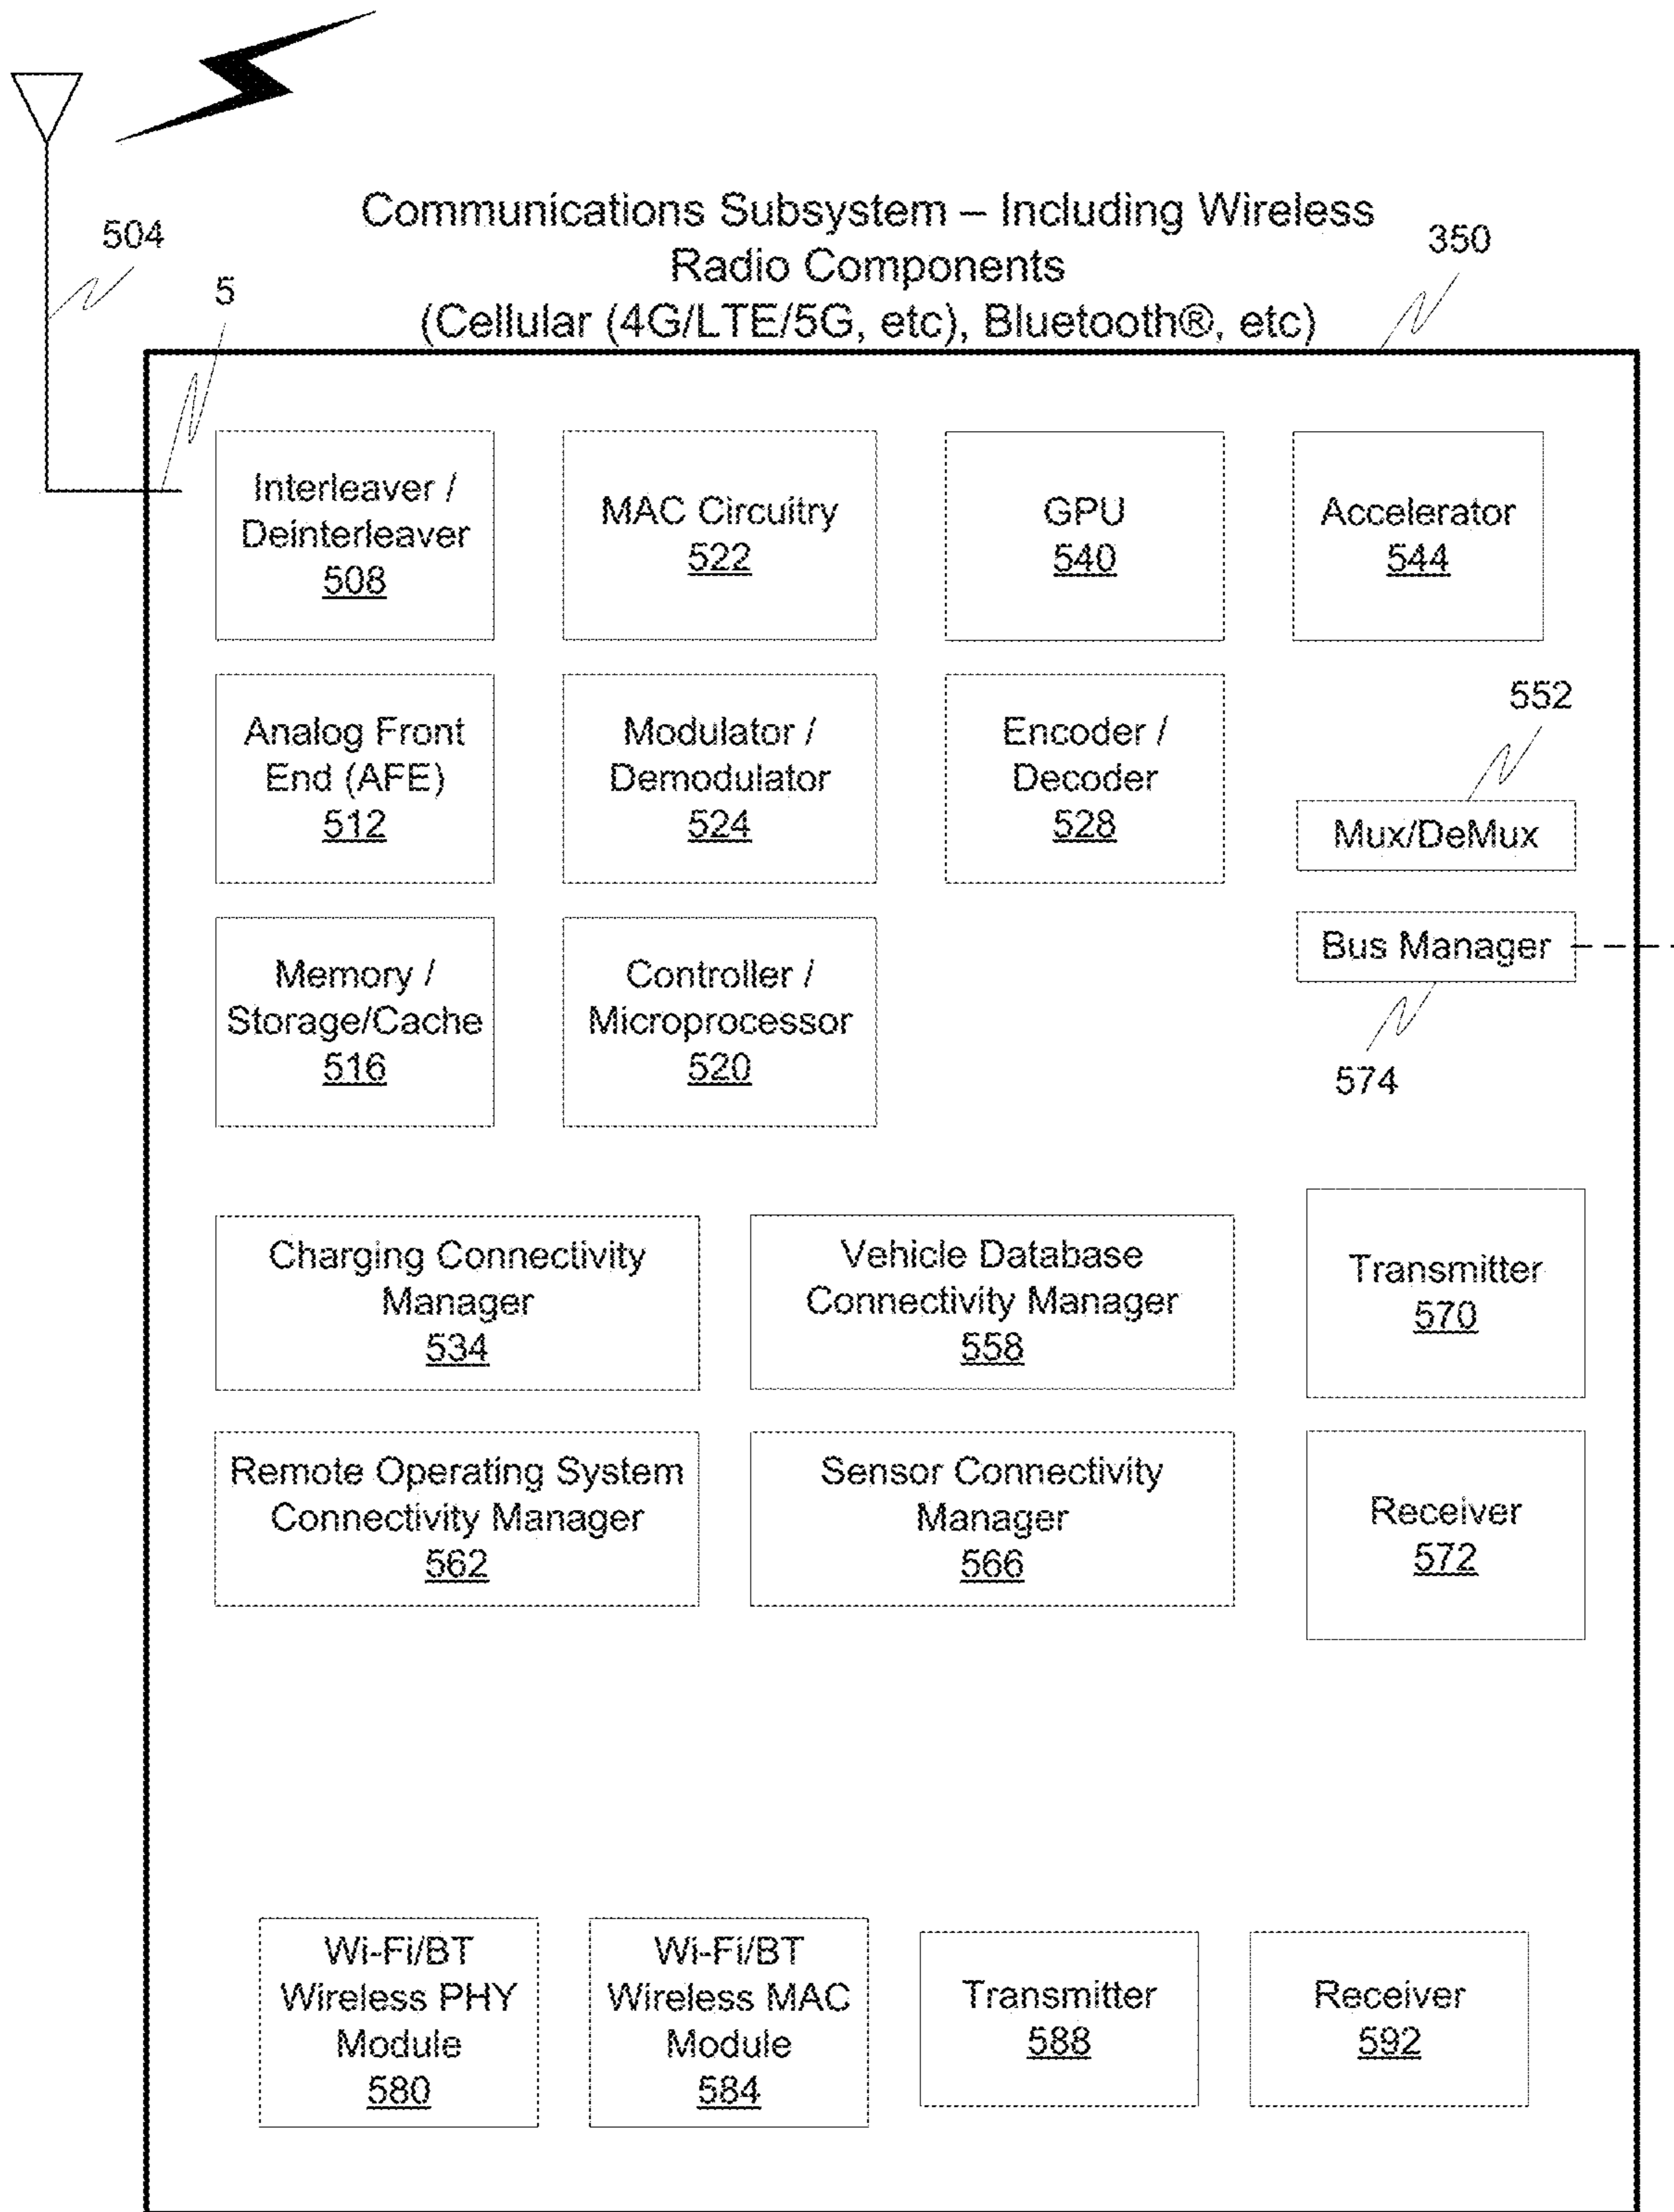 Communications Subsystem – Including Wireless
Radio Components
(Cellular (4G/LTE/5G, etc), Bluetooth®, etc)
504
5
350
Interleaver /
Deinterleaver
508
MAC Circuitry
522
GPU
540
Accelerator
544
Analog Front
End (AFE)
512
Modulator /
Demodulator
524
Encoder /
Decoder
528
552
Mux/DeMux
Memory /
Storage/Cache
516
Controller /
Microprocessor
520
Bus Manager
574
Charging Connectivity
Manager
534
Vehicle Database
Connectivity Manager
558
Transmitter
570
Remote Operating System
Connectivity Manager
562
Sensor Connectivity
Manager
566
Receiver
572
Wi-Fi/BT
Wireless PHY
Module
580
Wi-Fi/BT
Wireless MAC
Module
584
Transmitter
588
Receiver
592